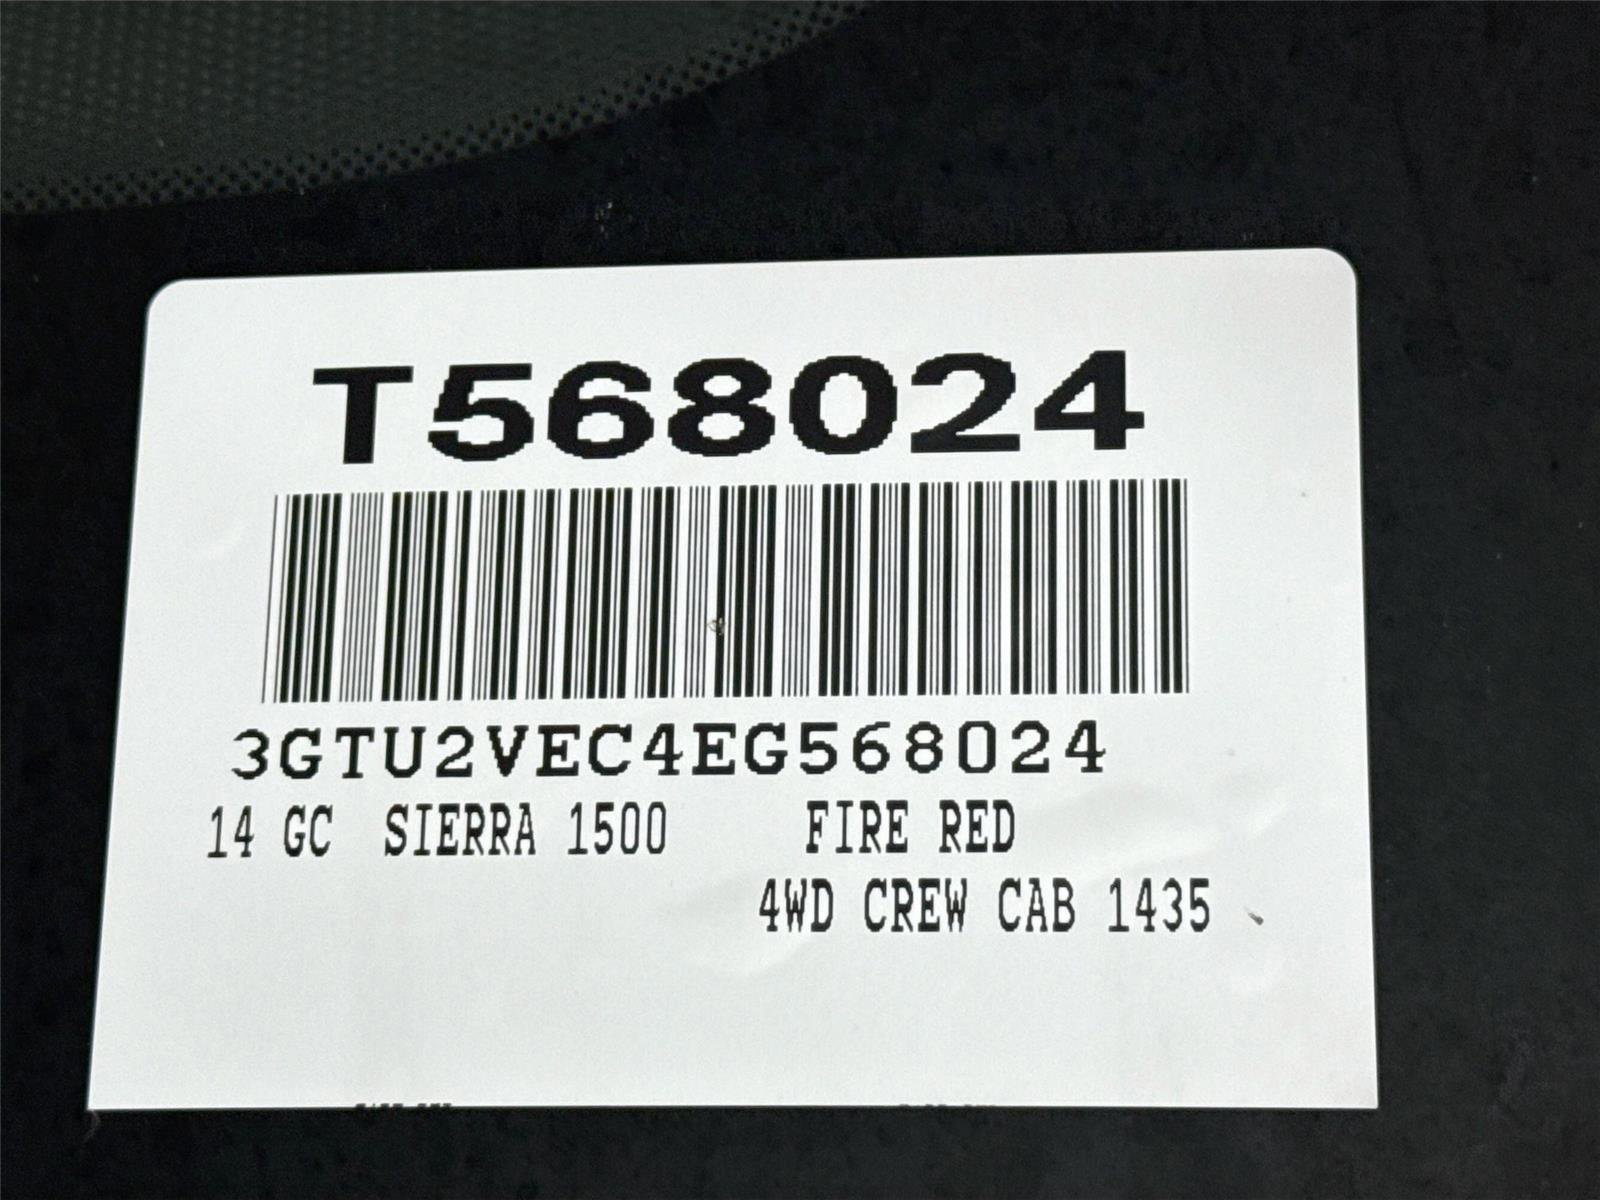 T568024
3GTU2VEC4EG568024
14 GC SIERRA 1500 FIRE RED
4WD CREW CAB 1435